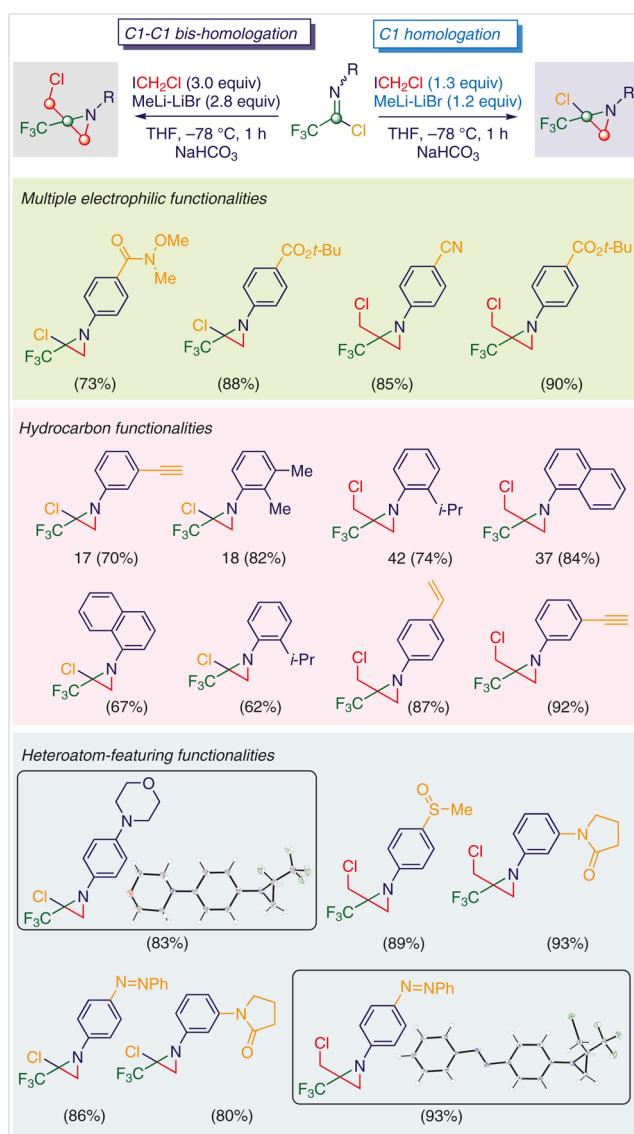 C1-C1 bis-homologation
C1 homologation
Cl
R
N
F₃C
ICH₂Cl (3.0 equiv)
MeLi-LiBr (2.8 equiv)
THF, –78 °C, 1 h
NaHCO₃
R
N
F₃C
Cl
ICH₂Cl (1.3 equiv)
MeLi-LiBr (1.2 equiv)
THF, –78 °C, 1 h
NaHCO₃
Cl
R
N
F₃C
Multiple electrophilic functionalities
O
OMe
N
Me
Cl
N
F₃C
(73%)
CO₂t-Bu
Cl
N
F₃C
(88%)
CN
Cl
N
F₃C
(85%)
CO₂t-Bu
Cl
N
F₃C
(90%)
Hydrocarbon functionalities
Cl
N
F₃C
17 (70%)
Me
Me
Cl
N
F₃C
18 (82%)
Cl
N
i-Pr
F₃C
42 (74%)
Cl
N
F₃C
37 (84%)
Cl
N
F₃C
(67%)
i-Pr
Cl
N
F₃C
(62%)
Cl
N
F₃C
(87%)
Cl
N
F₃C
(92%)
Heteroatom-featuring functionalities
O
N
Cl
N
F₃C
(83%)
O
S
Me
Cl
N
F₃C
(89%)
Cl
N
N
O
F₃C
(93%)
N=NPh
Cl
N
F₃C
(86%)
N
O
Cl
N
F₃C
(80%)
N=NPh
Cl
N
F₃C
(93%)